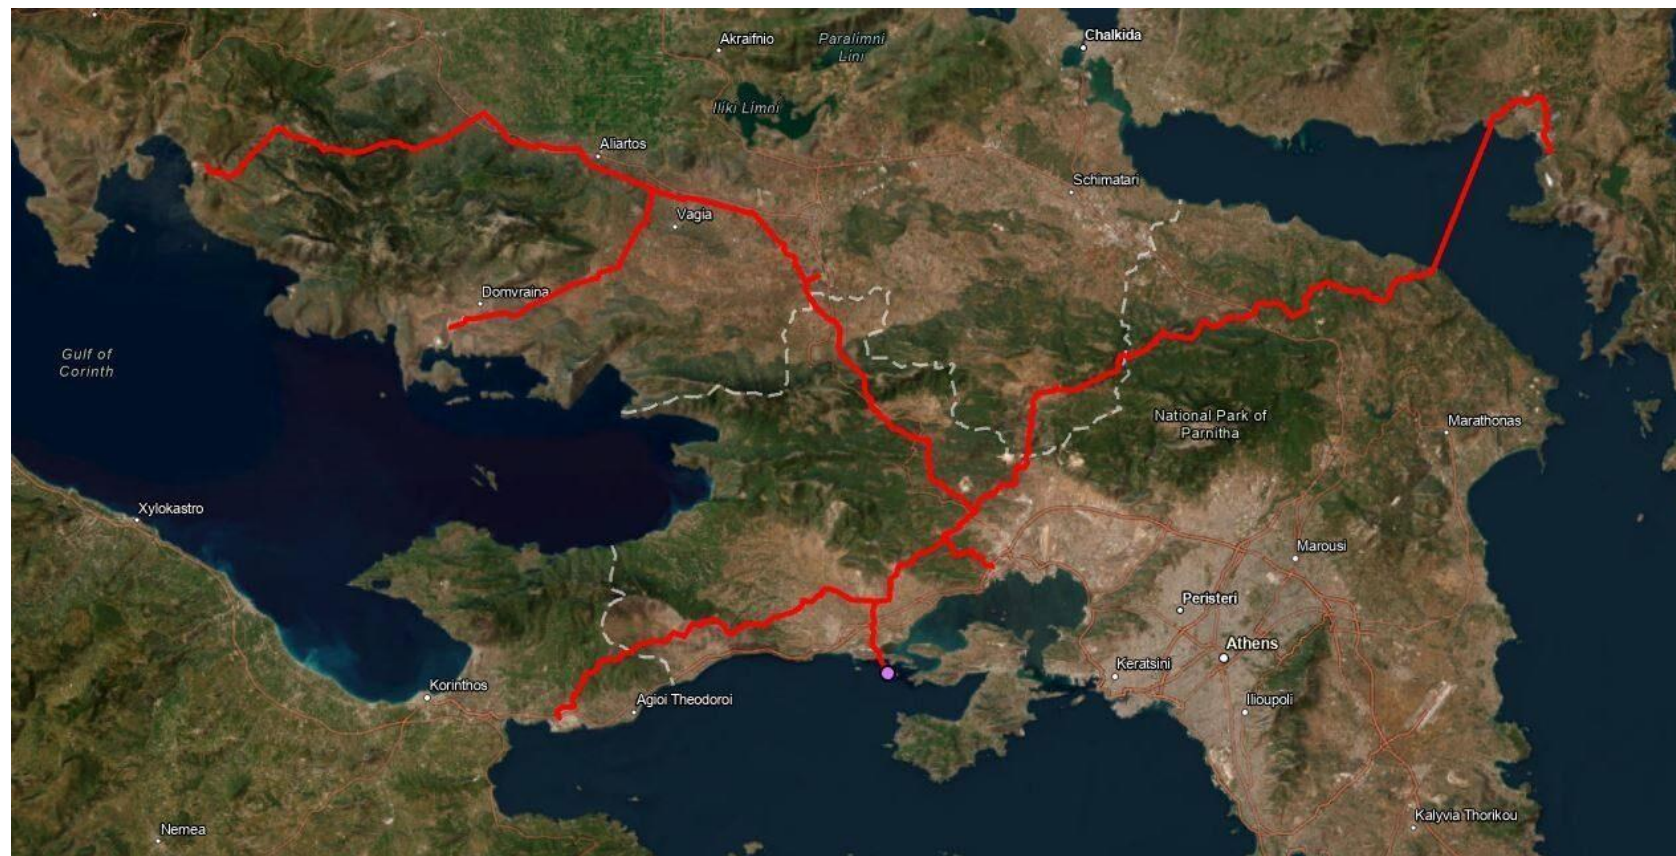 Akraifnio
Paralimni
Lini
Chalkida
Iliki Limni
Aliartos
Schimatari
Vagia
Domvraina
Gulf of
Corinth
National Park of
Parnitha
Marathonas
Xylokastro
Marousi
Peristeri
Athens
Keratsini
Korinthos
Agioi Theodoroi
Ilioupoli
Kalyvia Thorikou
Nemea